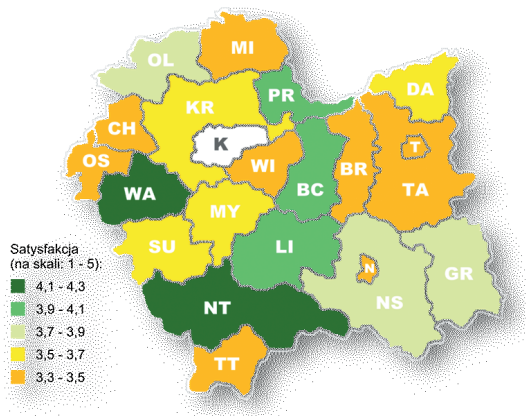 MI
OL
DA
PR
KR
CH
K
T
OS
WI
BR
WA
BC
TA
MY
SU
LI
N
GR
NT
NS
TT
Satysfakcja
(na skali: 1 - 5):
4,1 - 4,3
3,9 - 4,1
3,7 - 3,9
3,5 - 3,7
3,3 - 3,5